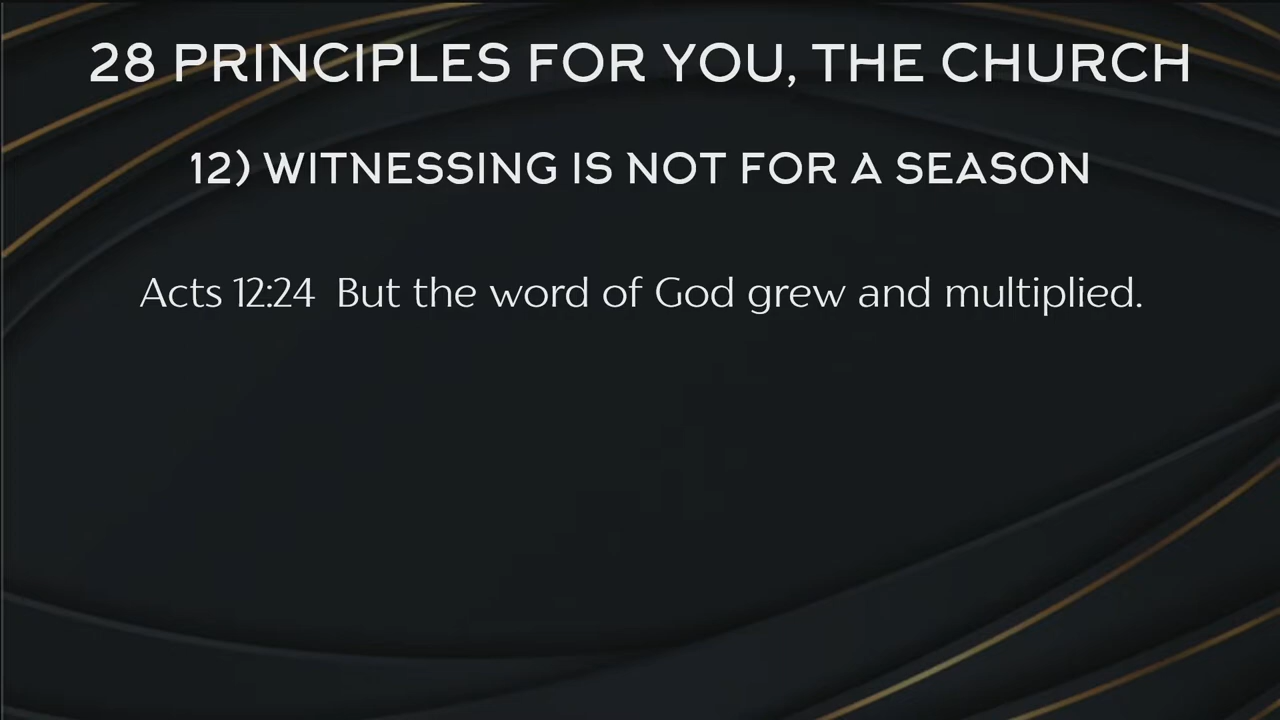 28 PRINCIPLES FOR YOU, THE CHURCH
12) WITNESSING IS NOT FOR A SEASON
Acts 12:24  But the word of God grew and multiplied.